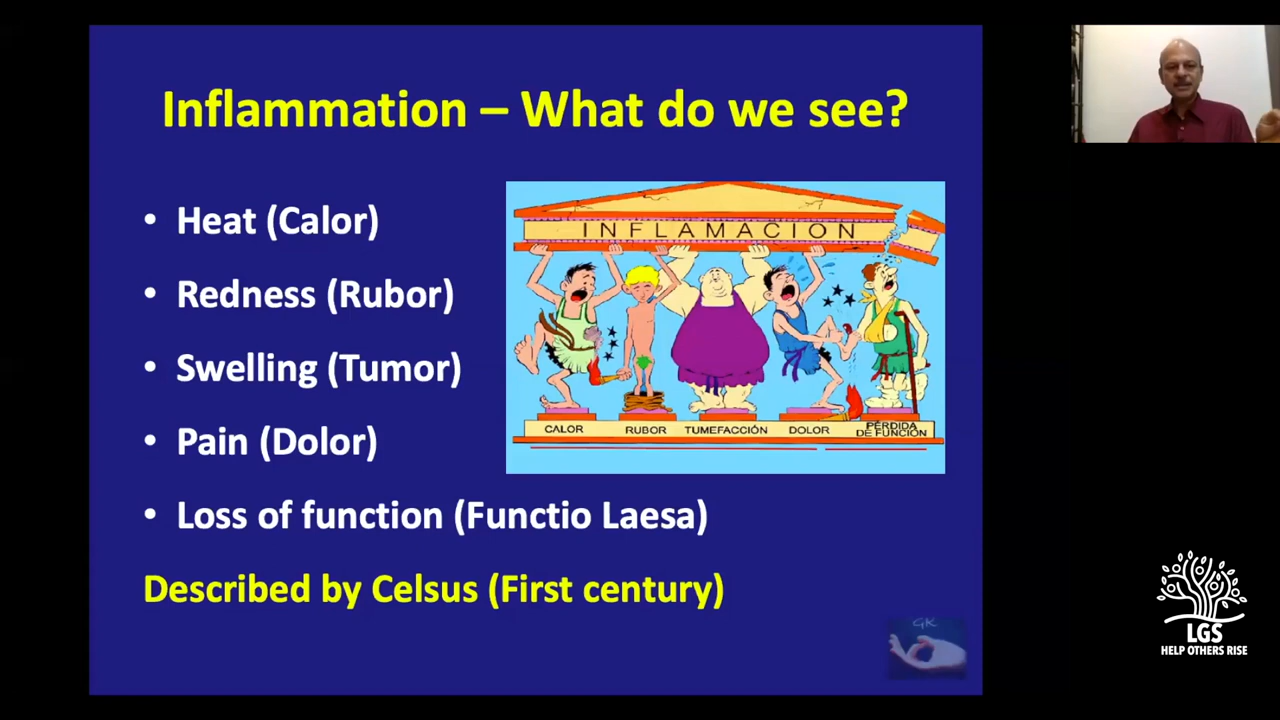 Inflammation – What do we see?
• Heat (Calor)
• Redness (Rubor)
• Swelling (Tumor)
• Pain (Dolor)
• Loss of function (Functio Laesa)
Described by Celsus (First century)
INFLAMACION
CALOR
RUBOR
TUMEFACCIÓN
DOLOR
PÉRDIDA
DE FUNCIÓN
GK
LGS
HELP OTHERS RISE